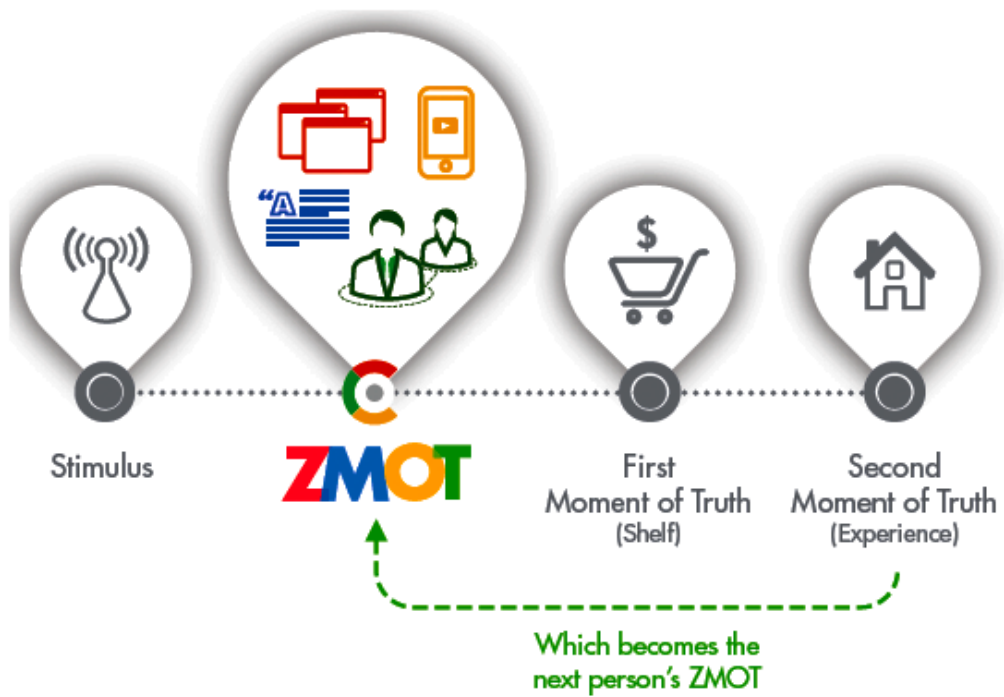 “A
$
Stimulus
ZMOT
First
Moment of Truth
(Shelf)
Second
Moment of Truth
(Experience)
Which becomes the
next person’s ZMOT